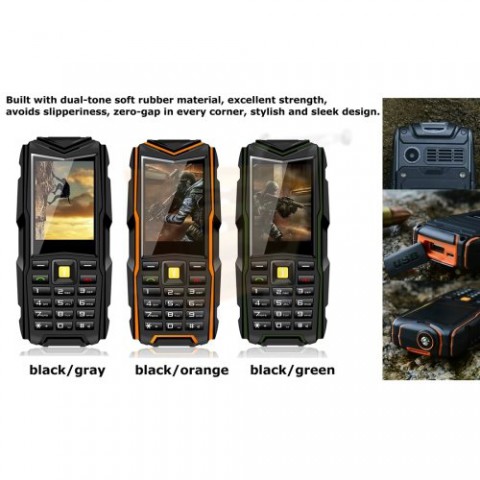 Built with dual-tone soft rubber material, excellent strength,
avoids slipperiness, zero-gap in every corner, stylish and sleek design.
black/gray
black/orange
black/green